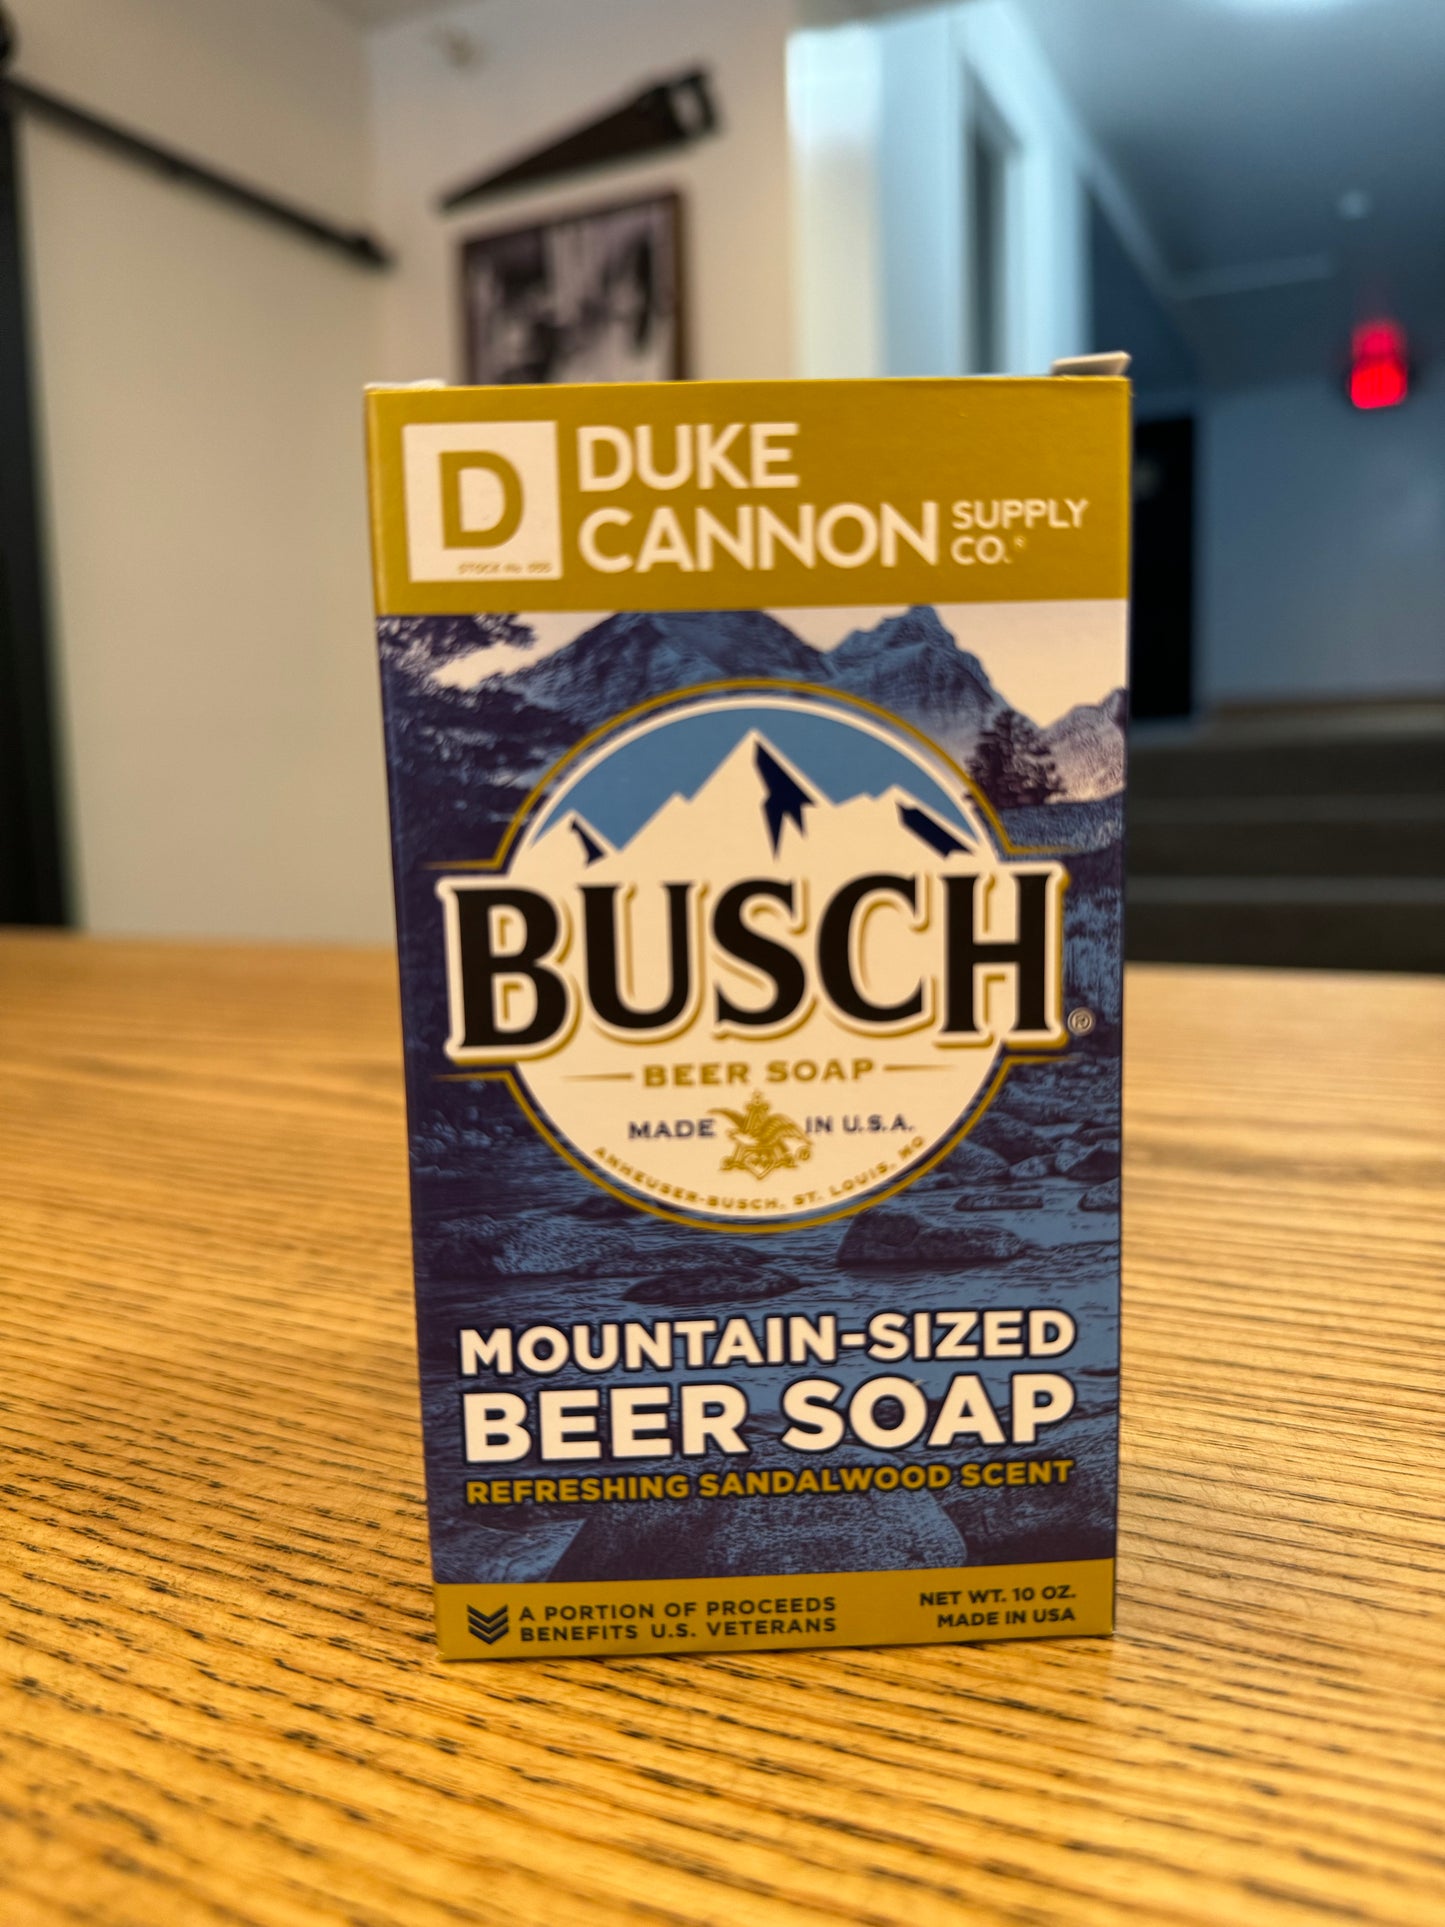 D
DUKE
CANNON SUPPLY CO.
BUSCH®
BEER SOAP
MADE IN U.S.A.
ANHEUSER-BUSCH, ST. LOUIS, MO
MOUNTAIN-SIZED
BEER SOAP
REFRESHING SANDALWOOD SCENT
A PORTION OF PROCEEDS
BENEFITS U.S. VETERANS
NET WT. 10 OZ.
MADE IN USA